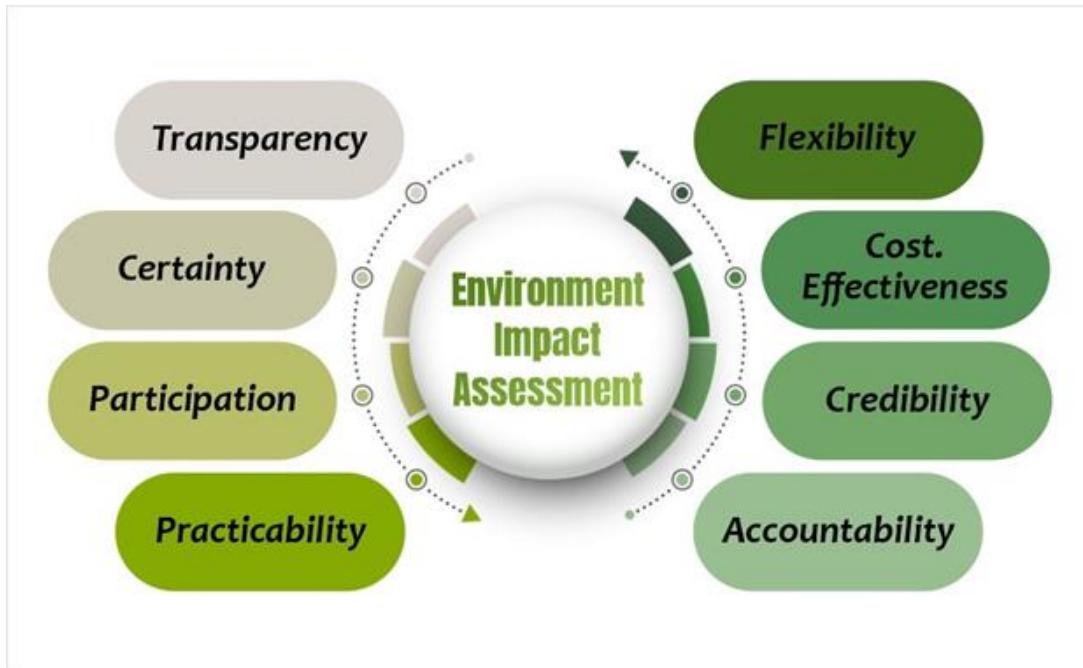 Transparency
Certainty
Participation
Practicability
Environment
Impact
Assessment
Flexibility
Cost.
Effectiveness
Credibility
Accountability